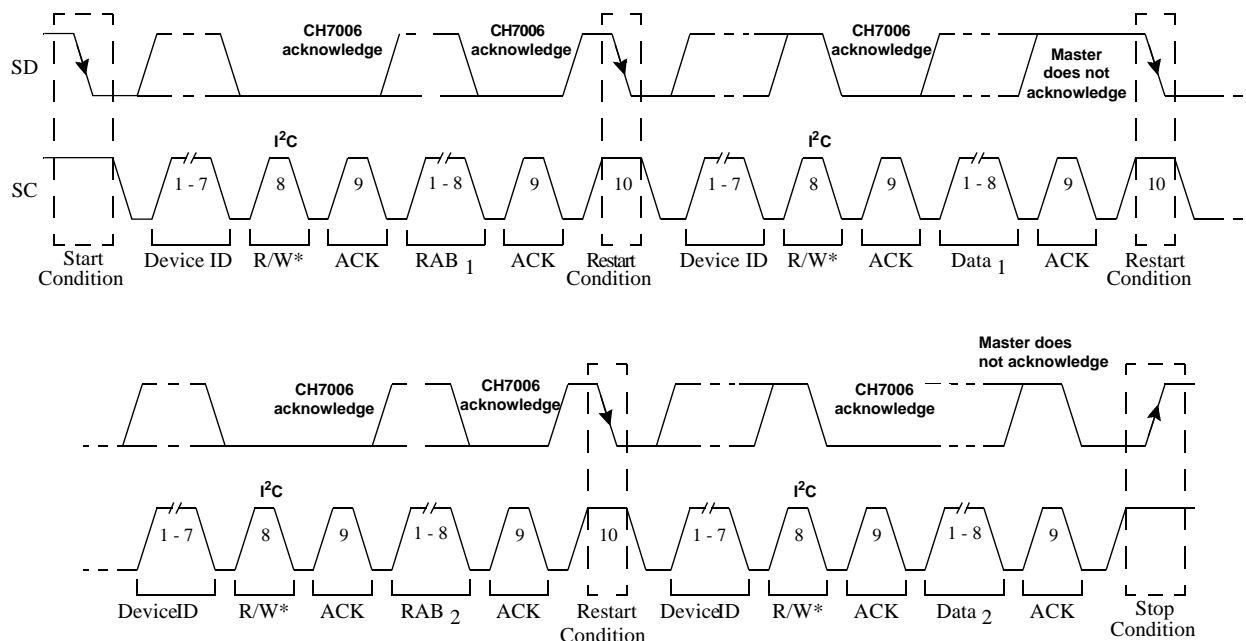 CH7006 acknowledge
CH7006 acknowledge
CH7006 acknowledge
Master does not acknowledge
SD
I²C
I²C
SC
1 - 7
8
9
1 - 8
9
10
1 - 7
8
9
1 - 8
9
10
Start Condition
Device ID
R/W*
ACK
RAB 1
ACK
Restart Condition
Device ID
R/W*
ACK
Data 1
ACK
Restart Condition
CH7006 acknowledge
CH7006 acknowledge
CH7006 acknowledge
Master does not acknowledge
I²C
I²C
1 - 7
8
9
1 - 8
9
10
1 - 7
8
9
1 - 8
9
Device ID
R/W*
ACK
RAB 2
ACK
Restart Condition
Device ID
R/W*
ACK
Data 2
ACK
Stop Condition